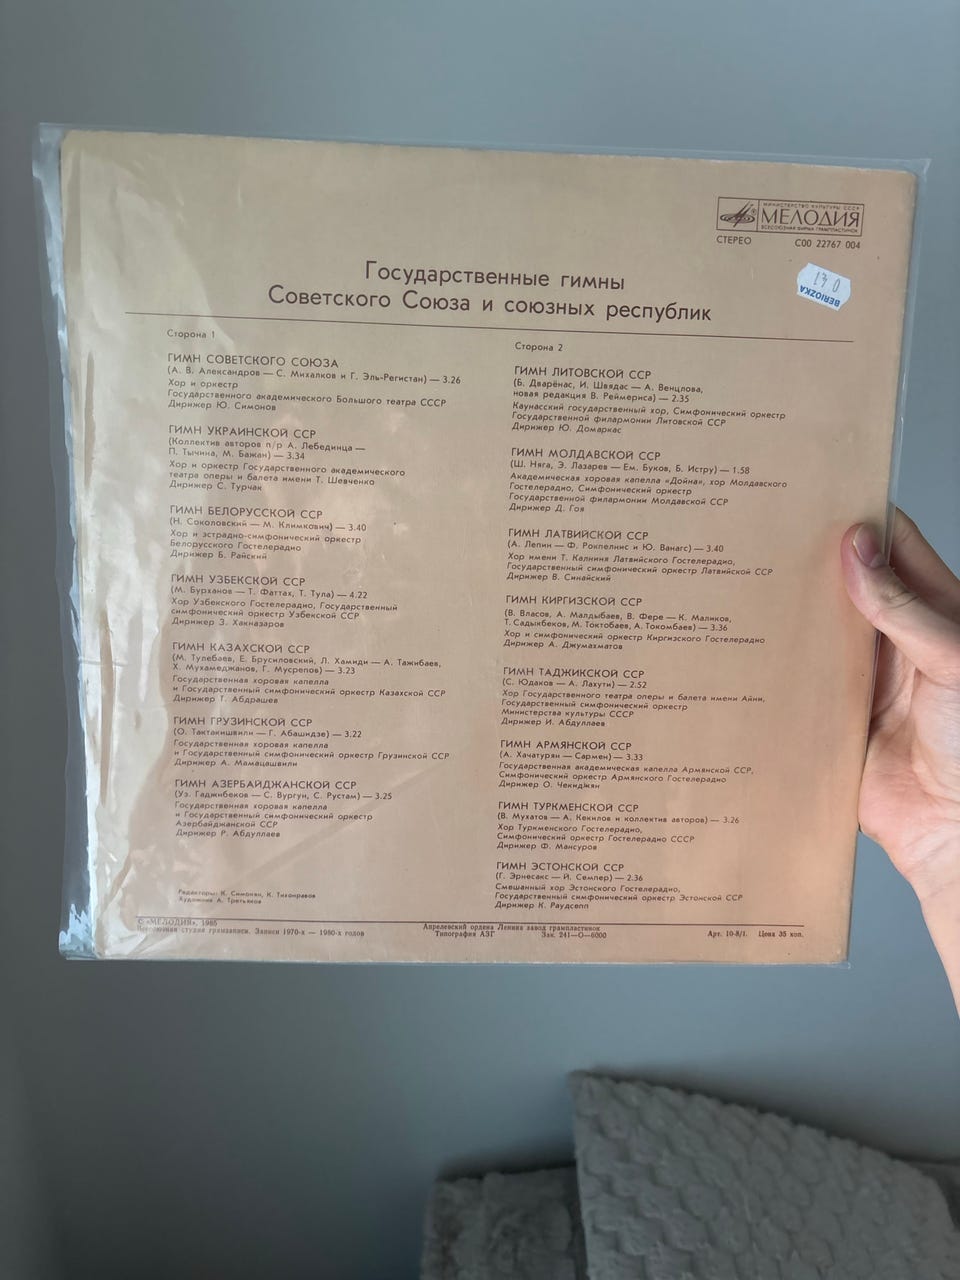 МИНИСТЕРСТВО КУЛЬТУРЫ СССР
МЕЛОДИЯ
ВСЕСОЮЗНАЯ ФИРМА ГРАМПЛАСТИНОК
СТЕРЕО
С00 22767 004
130
BERIOZKA
Государственные гимны
Советского Союза и союзных республик
Сторона 1
ГИМН СОВЕТСКОГО СОЮЗА
(А. В. Александров — С. Михалков и Г. Эль-Регистан) — 3.26
Хор и оркестр
Государственного академического Большого театра СССР
Дирижер Ю. Симонов
ГИМН УКРАИНСКОЙ ССР
(Коллектив авторов п/р А. Лебединца —
П. Тычина, М. Бажан) — 3.34
Хор и оркестр Государственного академического
театра оперы и балета имени Т. Шевченко
Дирижер С. Турчак
ГИМН БЕЛОРУССКОЙ ССР
(Н. Соколовский — М. Климкович) — 3.40
Хор и эстрадно-симфонический оркестр
Белорусского Гостелерадио
Дирижер Б. Райский
ГИМН УЗБЕКСКОЙ ССР
(М. Бурханов — Т. Фаттах, Т. Тула) — 4.22
Хор Узбекского Гостелерадио, Государственный
симфонический оркестр Узбекской ССР
Дирижер З. Хакназаров
ГИМН КАЗАХСКОЙ ССР
(М. Тулебаев, Е. Брусиловский, Л. Хамиди — А. Тажибаев,
Х. Мухамеджанов, Г. Мусрепов) — 3.23
Государственная хоровая капелла
и Государственный симфонический оркестр Казахской ССР
Дирижер Т. Абдрашев
ГИМН ГРУЗИНСКОЙ ССР
(О. Тактакишвили — Г. Абашидзе) — 3.22
Государственная хоровая капелла
и Государственный симфонический оркестр Грузинской ССР
Дирижер А. Мамацашвили
ГИМН АЗЕРБАЙДЖАНСКОЙ ССР
(Уз. Гаджибеков — С. Вургун, С. Рустам) — 3.25
Государственная хоровая капелла
и Государственный симфонический оркестр
Азербайджанской ССР
Дирижер Р. Абдуллаев
Сторона 2
ГИМН ЛИТОВСКОЙ ССР
(Б. Дварёнас, И. Швядас — А. Венцлова,
новая редакция В. Реймериса) — 2.35
Каунасский государственный хор, Симфонический оркестр
Государственной филармонии Литовской ССР
Дирижер Ю. Домаркас
ГИМН МОЛДАВСКОЙ ССР
(Ш. Няга, Э. Лазарев — Ем. Буков, Б. Истру) — 1.58
Академическая хоровая капелла «Дойна», хор Молдавского
Гостелерадио, Симфонический оркестр
Государственной филармонии Молдавской ССР
Дирижер Д. Гоя
ГИМН ЛАТВИЙСКОЙ ССР
(А. Лепин — Ф. Рокпелнис и Ю. Ванагс) — 3.40
Хор имени Т. Калниня Латвийского Гостелерадио,
Государственный симфонический оркестр Латвийской ССР
Дирижер В. Синайский
ГИМН КИРГИЗСКОЙ ССР
(В. Власов, А. Малдыбаев, В. Фере — К. Маликов,
Т. Садыкбеков, М. Токтобаев, А. Токомбаев) — 3.36
Хор и симфонический оркестр Киргизского Гостелерадио
Дирижер А. Джумахматов
ГИМН ТАДЖИКСКОЙ ССР
(С. Юдаков — А. Лахути) — 2.52
Хор Государственного театра оперы и балета имени Айни,
Государственный симфонический оркестр
Министерства культуры СССР
Дирижер И. Абдуллаев
ГИМН АРМЯНСКОЙ ССР
(А. Хачатурян — Сармен) — 3.33
Государственная академическая капелла Армянской ССР,
Симфонический оркестр Армянского Гостелерадио
Дирижер О. Чекиджян
ГИМН ТУРКМЕНСКОЙ ССР
(В. Мухатов — А. Кекилов и коллектив авторов) — 3.26
Хор Туркменского Гостелерадио,
Симфонический оркестр Гостелерадио СССР
Дирижер Ф. Мансуров
ГИМН ЭСТОНСКОЙ ССР
(Г. Эрнесакс — Й. Семпер) — 2.36
Смешанный хор Эстонского Гостелерадио,
Государственный симфонический оркестр Эстонской ССР
Дирижер К. Раудсепп
Редакторы: К. Симонян, К. Тихонравов
Художник А. Третьяков
© «МЕЛОДИЯ», 1985
Всесоюзная студия грамзаписи. Записи 1970-х — 1980-х годов
Апрелевский ордена Ленина завод грампластинок
Типография АЗГ Зак. 241—О—6000
Арт. 10-8/1. Цена 35 коп.